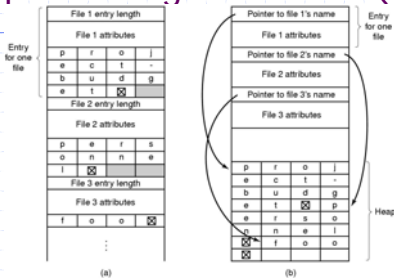 File 1 entry length
File 1 attributes
Entry for one file
p r o j
e c t -
b u d g
e t
File 2 entry length
File 2 attributes
p e r s
o n n e
l
File 3 entry length
File 3 attributes
f o o
(a)
Pointer to file 1's name
File 1 attributes
Entry for one file
Pointer to file 2's name
File 2 attributes
Pointer to file 3's name
File 3 attributes
p r o j
e c t -
b u d g
e t p
e r s o
n n e l
f o o
Heap
(b)